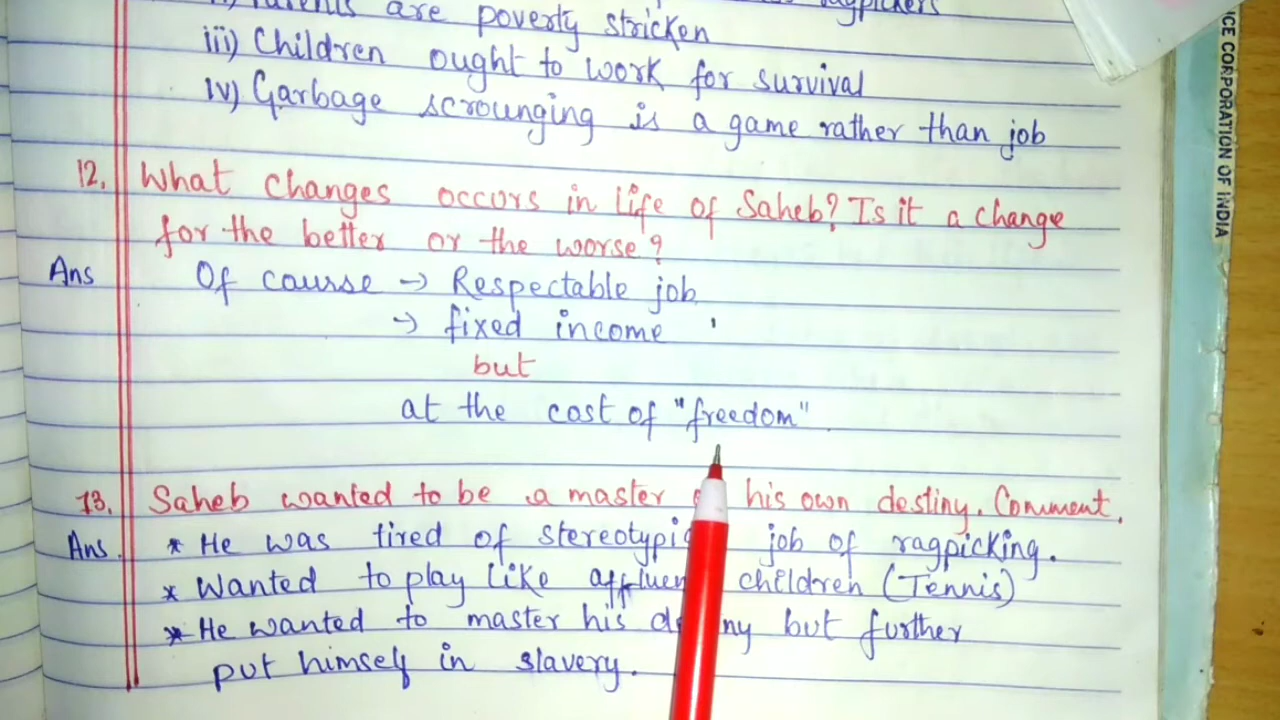 are poverty stricken
iii) Children ought to work for survival
iv) Garbage scrounging is a game rather than job
12. What changes occurs in life of Saheb? Is it a change
for the better or the worse?
Ans Of course → Respectable job
→ fixed income
but
at the cost of "freedom"
13. Saheb wanted to be a master his own destiny. Comment.
Ans. * He was tired of job of ragpicking.
* Wanted to play like children (Tennis)
* He wanted to master his but further
put himself in slavery.
CORPORATION OF INDIA